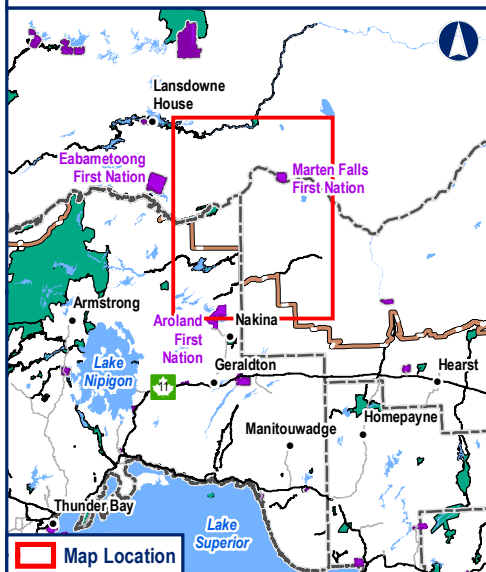 Lansdowne
House
Eabametoong
First Nation
Marten Falls
First Nation
Armstrong
Aroland
First
Nation
Nakina
Lake
Nipigon
11
Geraldton
Hearst
Manitouwadge
Homepayne
Thunder Bay
Lake
Superior
Map Location